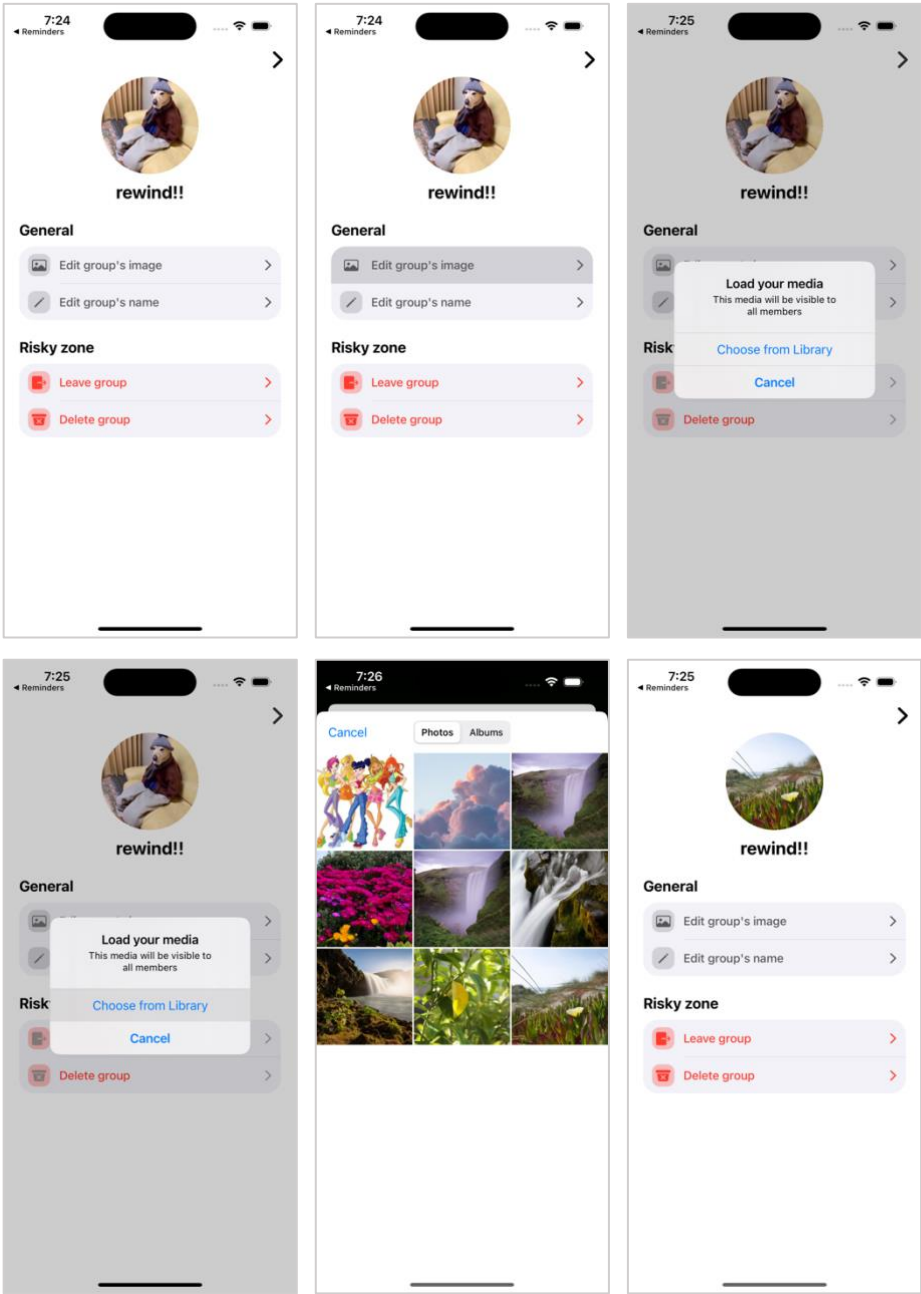 7:24
◀ Reminders
rewind!!
General
Edit group's image
Edit group's name
Risky zone
Leave group
Delete group
7:24
◀ Reminders
rewind!!
General
Edit group's image
Edit group's name
Risky zone
Leave group
Delete group
7:25
◀ Reminders
rewind!!
General
Load your media
This media will be visible to
all members
Choose from Library
Cancel
Risk
Delete group
7:25
◀ Reminders
rewind!!
General
Load your media
This media will be visible to
all members
Choose from Library
Cancel
Risk
Delete group
7:26
◀ Reminders
Cancel
Photos Albums
7:25
◀ Reminders
rewind!!
General
Edit group's image
Edit group's name
Risky zone
Leave group
Delete group